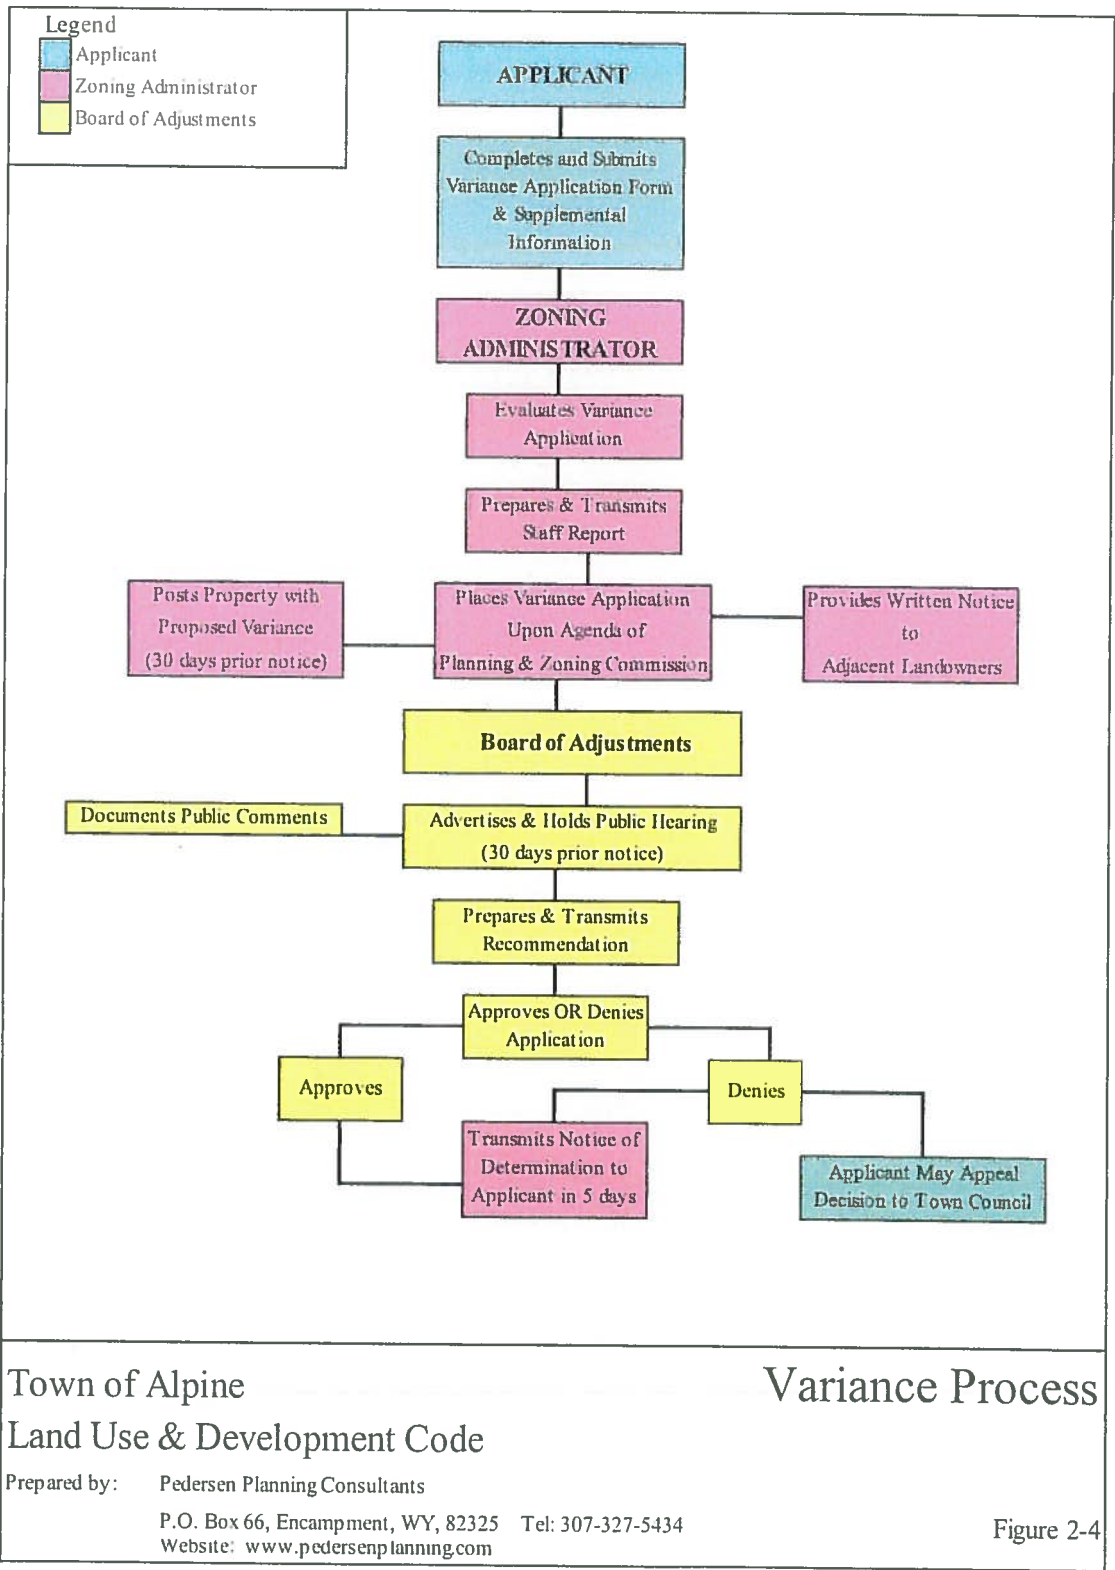 Legend
Applicant
Zoning Administrator
Board of Adjustments
APPLICANT
Completes and Submits
Variance Application Form
& Supplemental
Information
ZONING
ADMINISTRATOR
Evaluates Variance
Application
Prepares & Transmits
Staff Report
Posts Property with
Proposed Variance
(30 days prior notice)
Places Variance Application
Upon Agenda of
Planning & Zoning Commission
Provides Written Notice
to
Adjacent Landowners
Board of Adjustments
Documents Public Comments
Advertises & Holds Public Hearing
(30 days prior notice)
Prepares & Transmits
Recommendation
Approves OR Denies
Application
Approves
Denies
Transmits Notice of
Determination to
Applicant in 5 days
Applicant May Appeal
Decision to Town Council
Town of Alpine
Land Use & Development Code
Variance Process
Prepared by: Pedersen Planning Consultants
P.O. Box 66, Encampment, WY, 82325 Tel: 307-327-5434
Website: www.pedersenplanning.com
Figure 2-4